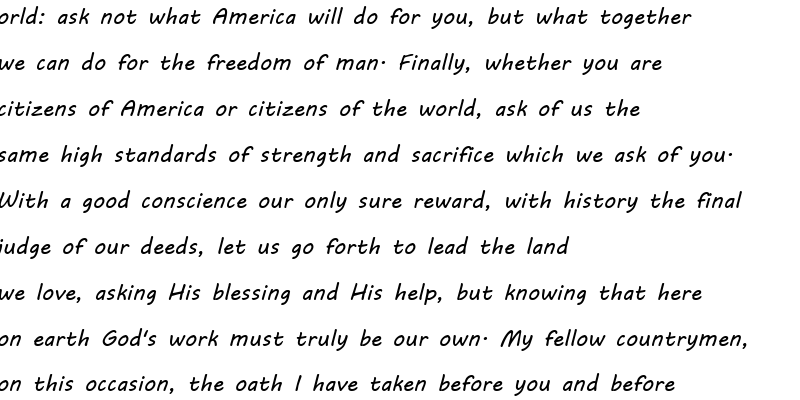 orld: ask not what America will do for you, but what together
we can do for the freedom of man. Finally, whether you are
citizens of America or citizens of the world, ask of us the
same high standards of strength and sacrifice which we ask of you.
With a good conscience our only sure reward, with history the final
judge of our deeds, let us go forth to lead the land
we love, asking His blessing and His help, but knowing that here
on earth God's work must truly be our own. My fellow countrymen,
on this occasion, the oath I have taken before you and before